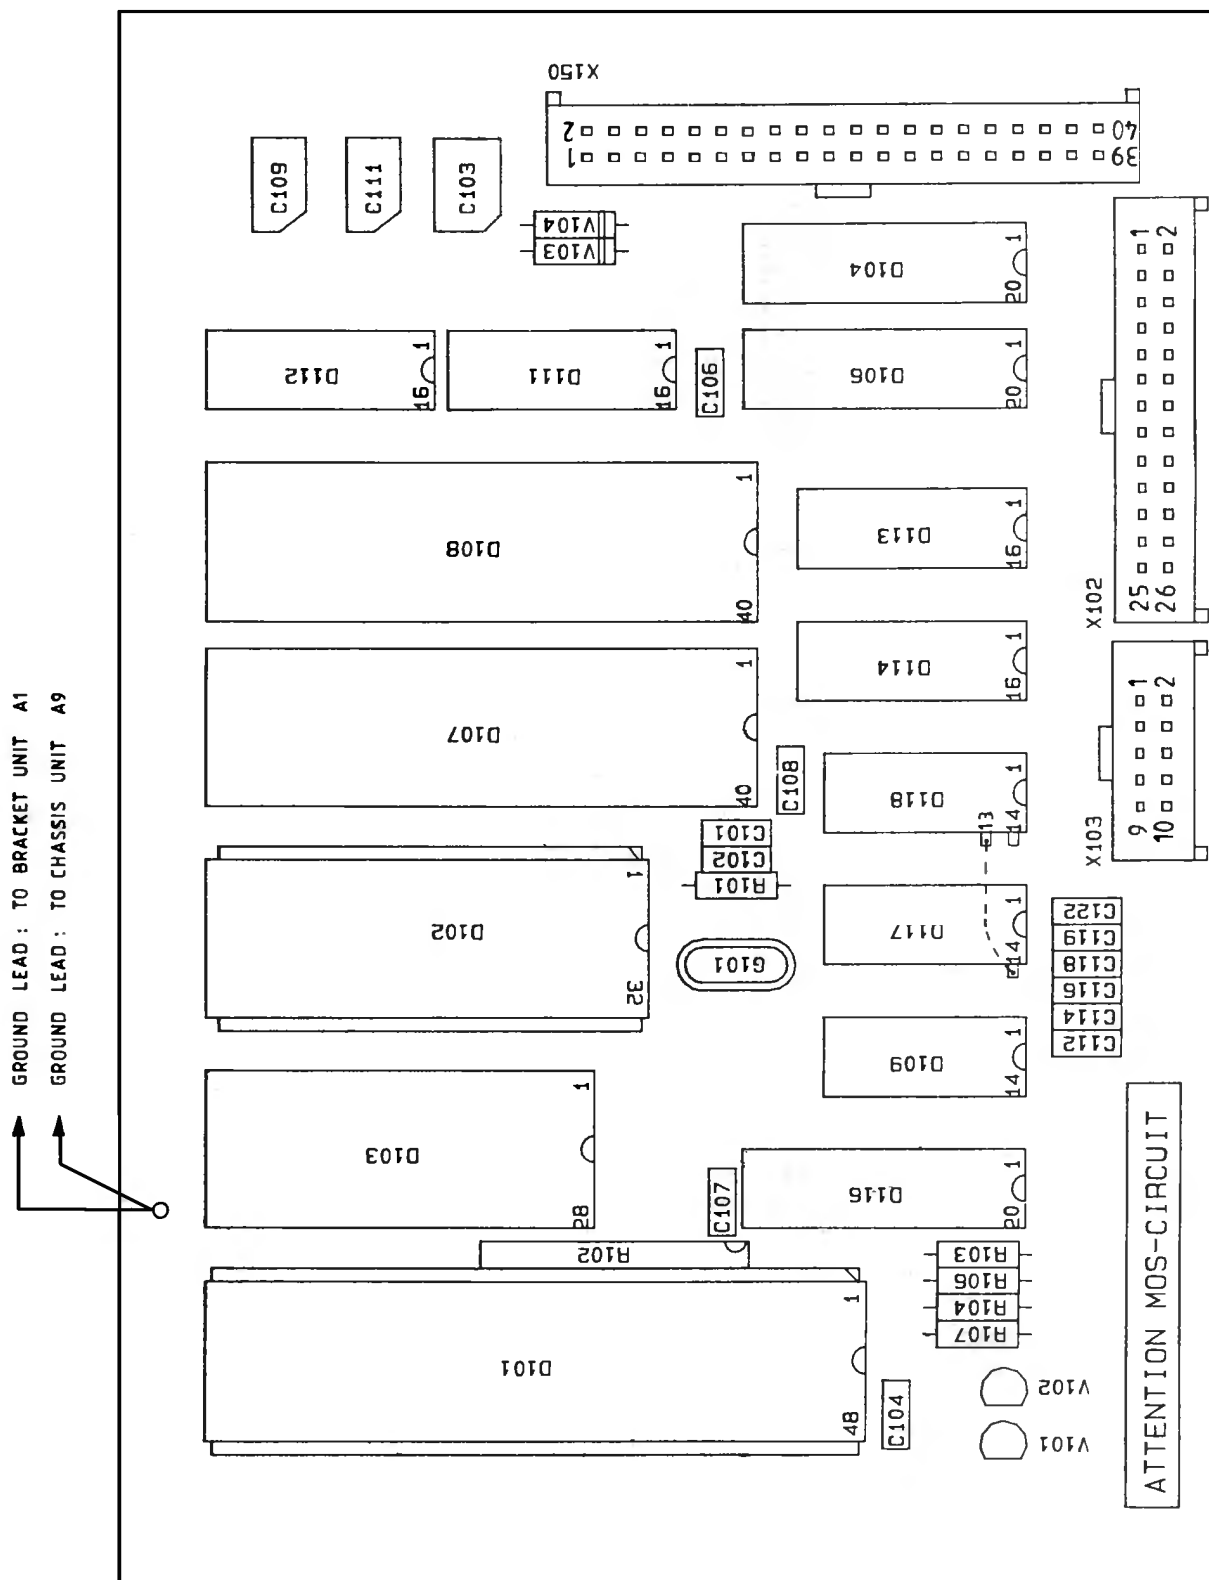 X150
2
40
1
39
C109
C111
C103
V104
V103
D104
1
20
1
2
25
26
X102
D112
1
16
D111
1
16
C106
D106
1
20
D108
1
40
D113
1
16
D107
1
40
D114
1
16
C108
D118
1
14
13
1
2
9
10
X103
GROUND LEAD: TO BRACKET UNIT A1
GROUND LEAD: TO CHASSIS UNIT A9
C101
C102
R101
D102
1
32
G101
D117
1
14
C122
C119
C118
C116
C114
C112
D109
1
14
D103
1
28
C107
D116
1
20
R102
R103
R106
R104
R107
D101
1
48
C104
V102
V101
ATTENTION MOS-CIRCUIT